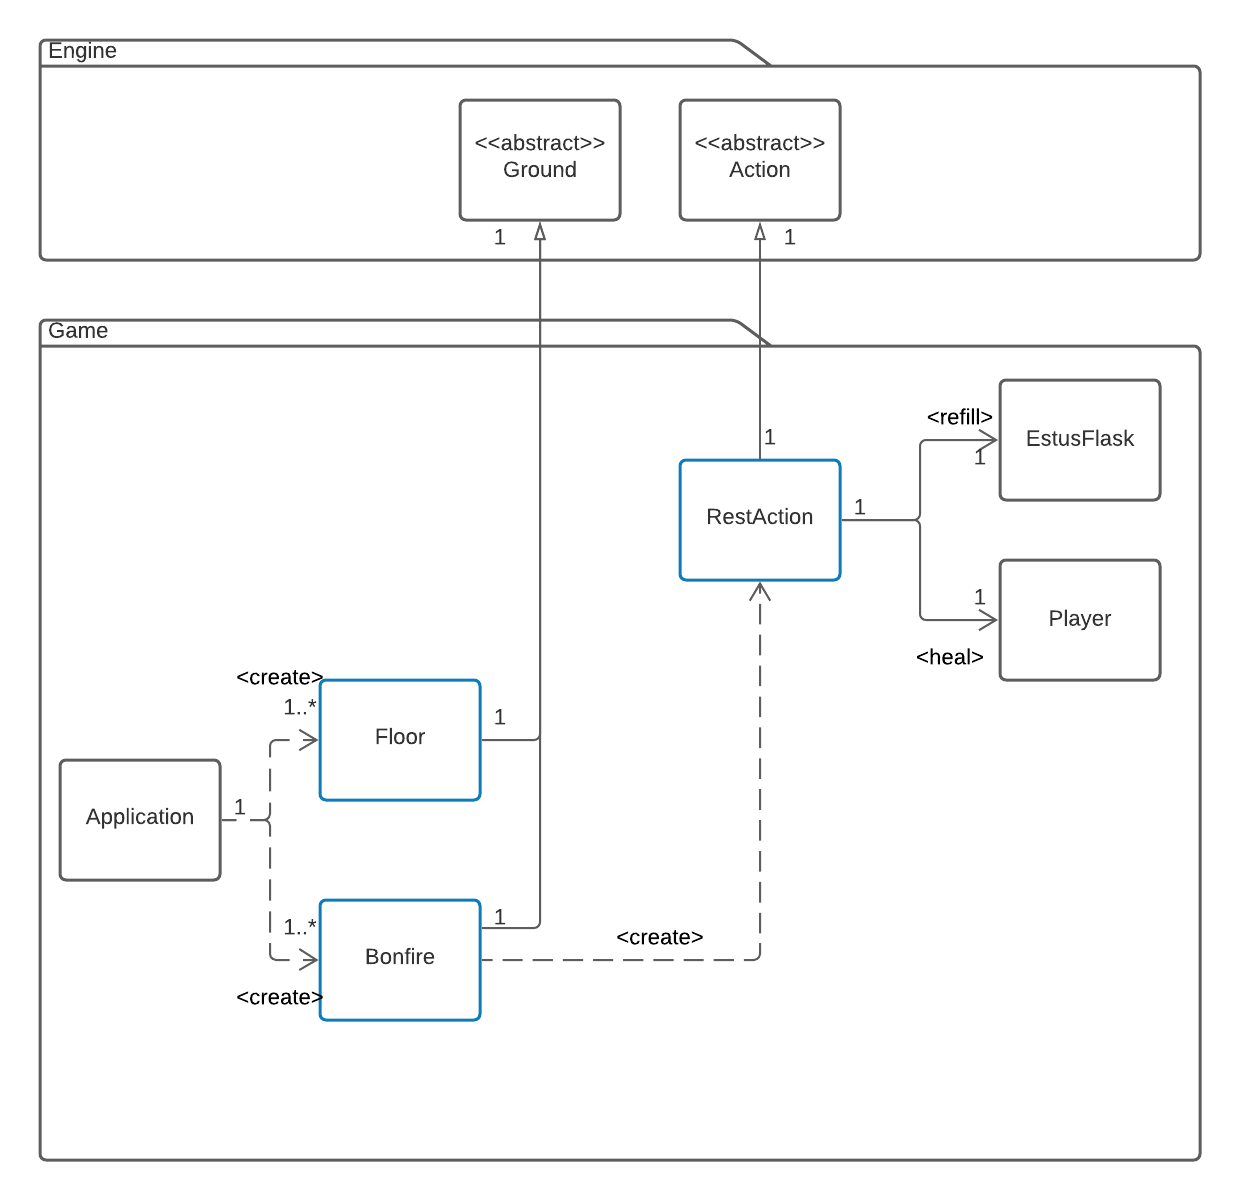 Engine
<<abstract>>
Ground
<<abstract>>
Action
1
1
Game
<refill>
EstusFlask
1
1
RestAction
1
1
Player
<heal>
<create>
1..*
Floor
1
Application
1
1..*
Bonfire
1
<create>
<create>